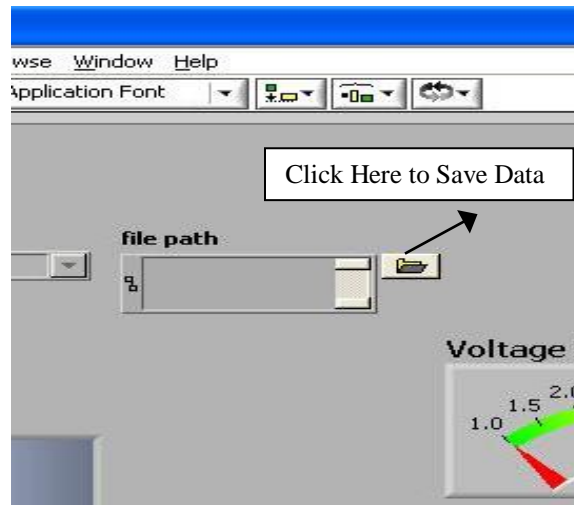 wse Window Help
Application Font
Click Here to Save Data
file path
Voltage
1.0 1.5 2.0